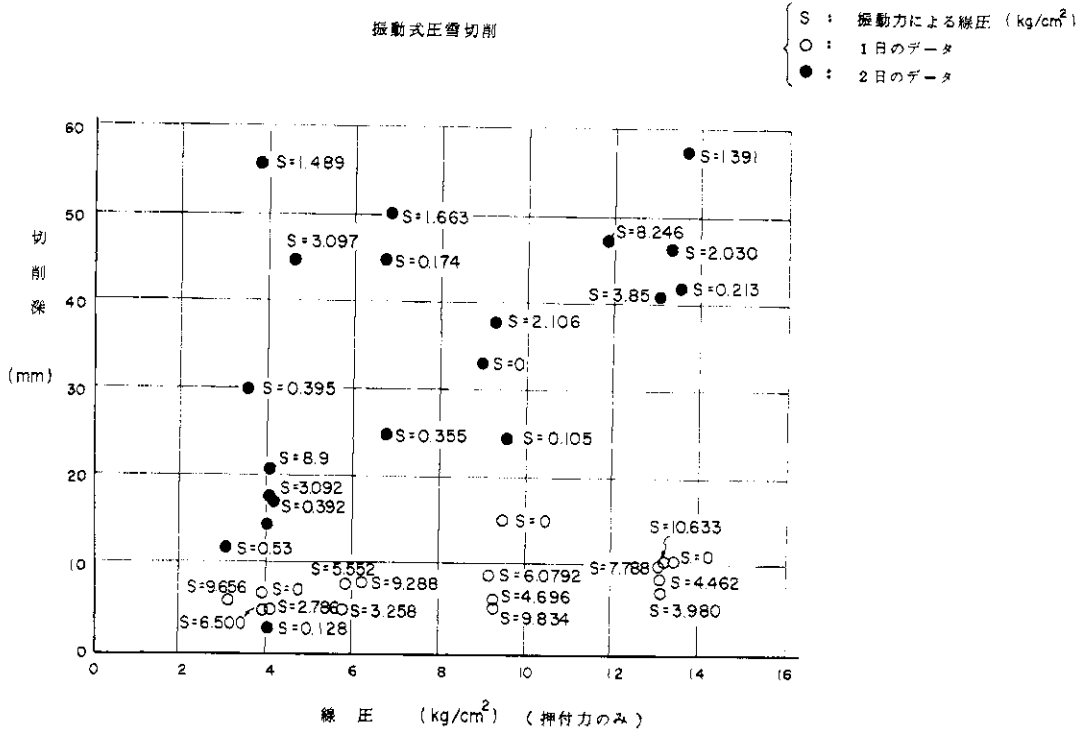 振動式圧雪切削
S : 振動力による線圧 (kg/cm²)
○ : 1日のデータ
● : 2日のデータ
切削深
(mm)
60
50
40
30
20
10
0
S=1.489
S=1.391
S=1.663
S=8.246
S=3.097
S=2.030
S=0.174
S=0.213
S=3.85
S=2.106
S=0
S=0.395
S=0.355
S=0.105
S=8.9
S=3.092
S=0.392
S=0
S=10.633
S=0.53
S=0
S=5.552
S=7.788
S=6.0792
S=9.656
S=0
S=9.288
S=4.462
S=4.696
S=2.786
S=3.258
S=3.980
S=6.500
S=9.834
S=0.128
0 2 4 6 8 10 12 14 16
線圧 (kg/cm²) (押付力のみ)